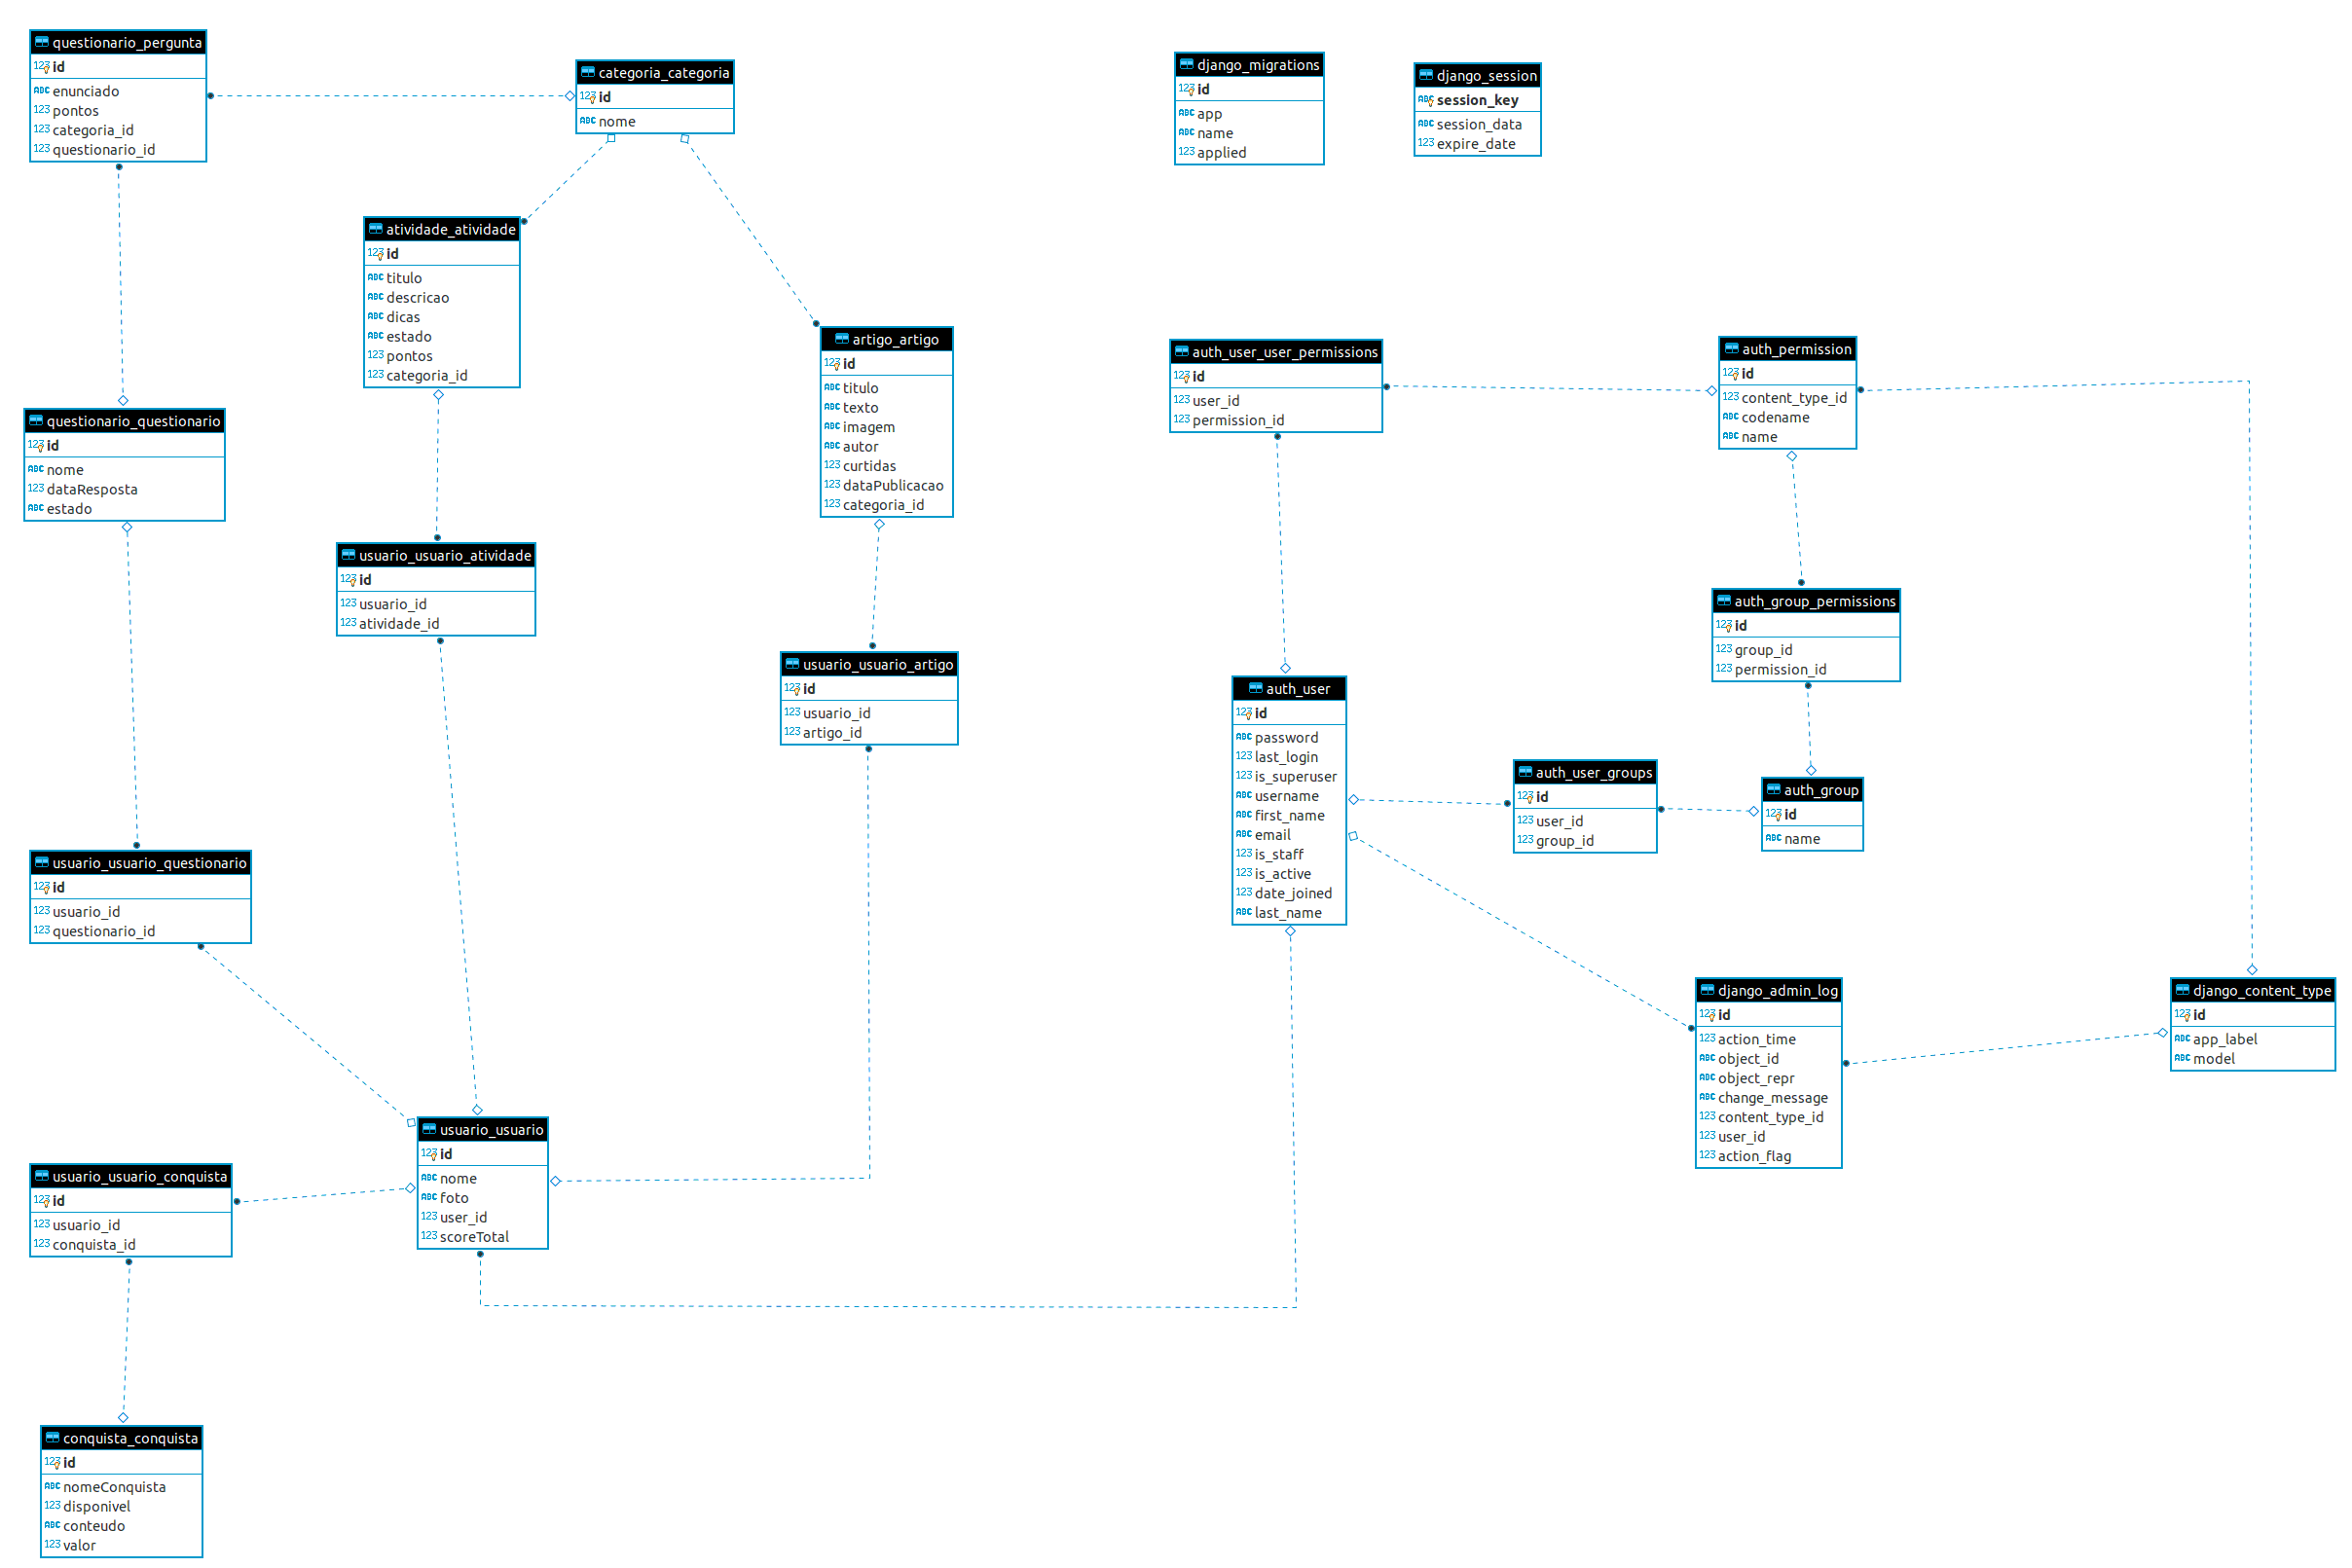 questionario_pergunta
123 id
ABC enunciado
123 pontos
123 categoria_id
123 questionario_id
categoria_categoria
123 id
ABC nome
django_migrations
123 id
ABC app
ABC name
123 applied
django_session
ABC session_key
ABC session_data
123 expire_date
atividade_atividade
123 id
ABC titulo
ABC descricao
ABC dicas
ABC estado
123 pontos
123 categoria_id
artigo_artigo
123 id
ABC titulo
ABC texto
ABC imagem
ABC autor
123 curtidas
123 dataPublicacao
123 categoria_id
auth_user_user_permissions
123 id
123 user_id
123 permission_id
auth_permission
123 id
123 content_type_id
ABC codename
ABC name
questionario_questionario
123 id
ABC nome
123 dataResposta
ABC estado
usuario_usuario_atividade
123 id
123 usuario_id
123 atividade_id
auth_group_permissions
123 id
123 group_id
123 permission_id
usuario_usuario_artigo
123 id
123 usuario_id
123 artigo_id
auth_user
123 id
ABC password
123 last_login
123 is_superuser
ABC username
ABC first_name
ABC email
123 is_staff
123 is_active
123 date_joined
ABC last_name
auth_user_groups
123 id
123 user_id
123 group_id
auth_group
123 id
ABC name
usuario_usuario_questionario
123 id
123 usuario_id
123 questionario_id
django_admin_log
123 id
123 action_time
ABC object_id
ABC object_repr
ABC change_message
123 content_type_id
123 user_id
123 action_flag
django_content_type
123 id
ABC app_label
ABC model
usuario_usuario
123 id
ABC nome
ABC foto
123 user_id
123 scoreTotal
usuario_usuario_conquista
123 id
123 usuario_id
123 conquista_id
conquista_conquista
123 id
ABC nomeConquista
123 disponivel
ABC conteudo
123 valor